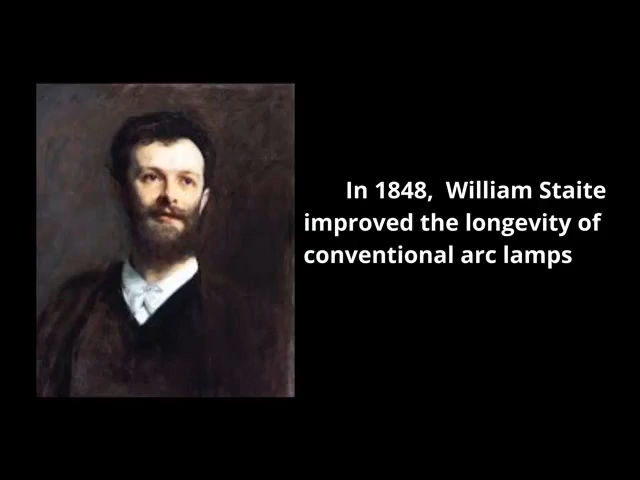 In 1848, William Staite
improved the longevity of
conventional arc lamps